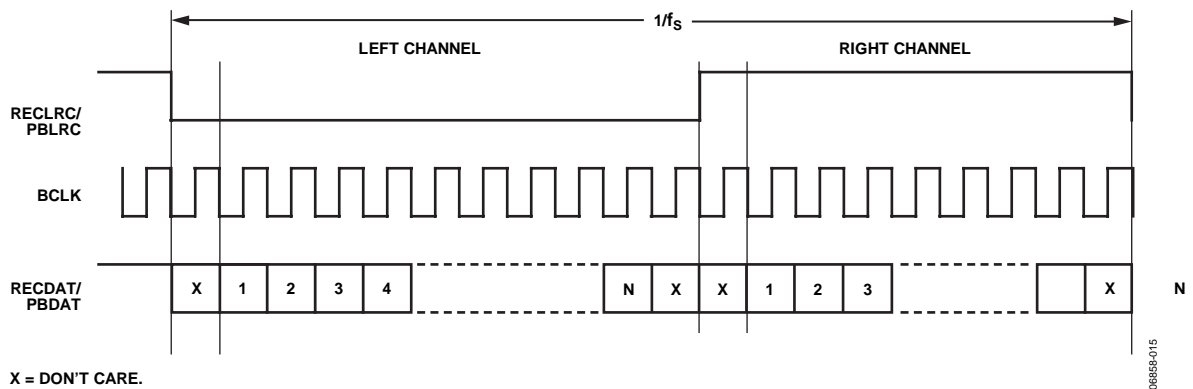 1/fS
LEFT CHANNEL
RIGHT CHANNEL
RECLRC/
PBLRC
BCLK
RECDAT/
PBDAT
X 1 2 3 4 N X X 1 2 3 X N
X = DON'T CARE.
06858-015